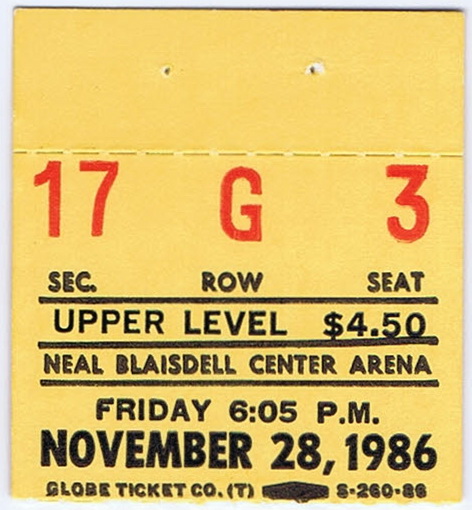 17 G 3
SEC. ROW SEAT
UPPER LEVEL $4.50
NEAL BLAISDELL CENTER ARENA
FRIDAY 6:05 P.M.
NOVEMBER 28, 1986
GLOBE TICKET CO. (T) S-260-86